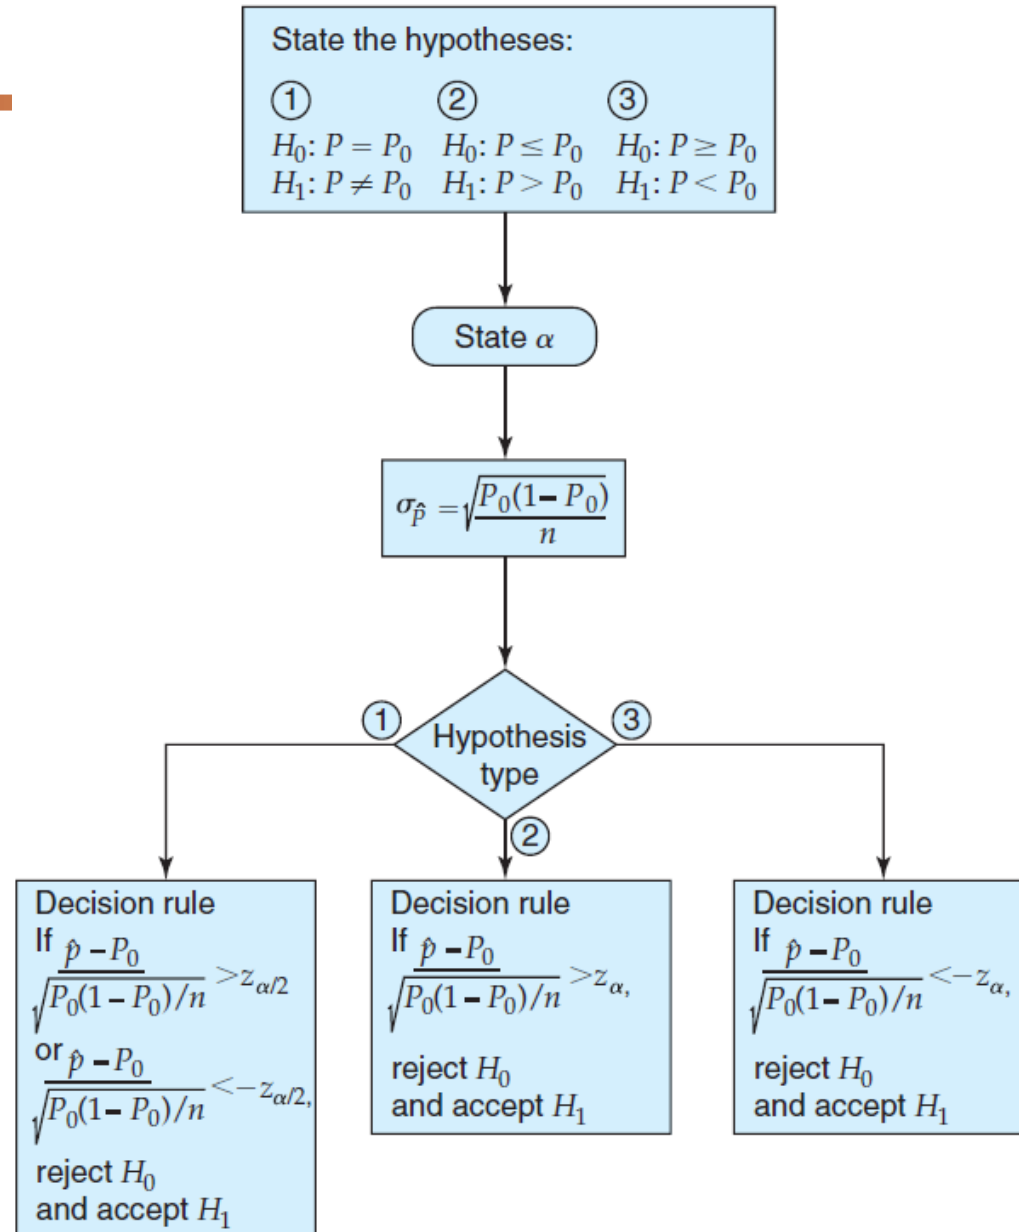 State the hypotheses:
① ② ③
H₀: P = P₀ H₀: P ≤ P₀ H₀: P ≥ P₀
H₁: P ≠ P₀ H₁: P > P₀ H₁: P < P₀
State α
σ_p̂ = √(P₀(1 − P₀)/n)
①
Hypothesis
type
③
②
Decision rule
If (p̂ − P₀)/√(P₀(1 − P₀)/n) > z_{α/2}
or (p̂ − P₀)/√(P₀(1 − P₀)/n) < −z_{α/2},
reject H₀
and accept H₁
Decision rule
If (p̂ − P₀)/√(P₀(1 − P₀)/n) > z_α,
reject H₀
and accept H₁
Decision rule
If (p̂ − P₀)/√(P₀(1 − P₀)/n) < −z_α,
reject H₀
and accept H₁